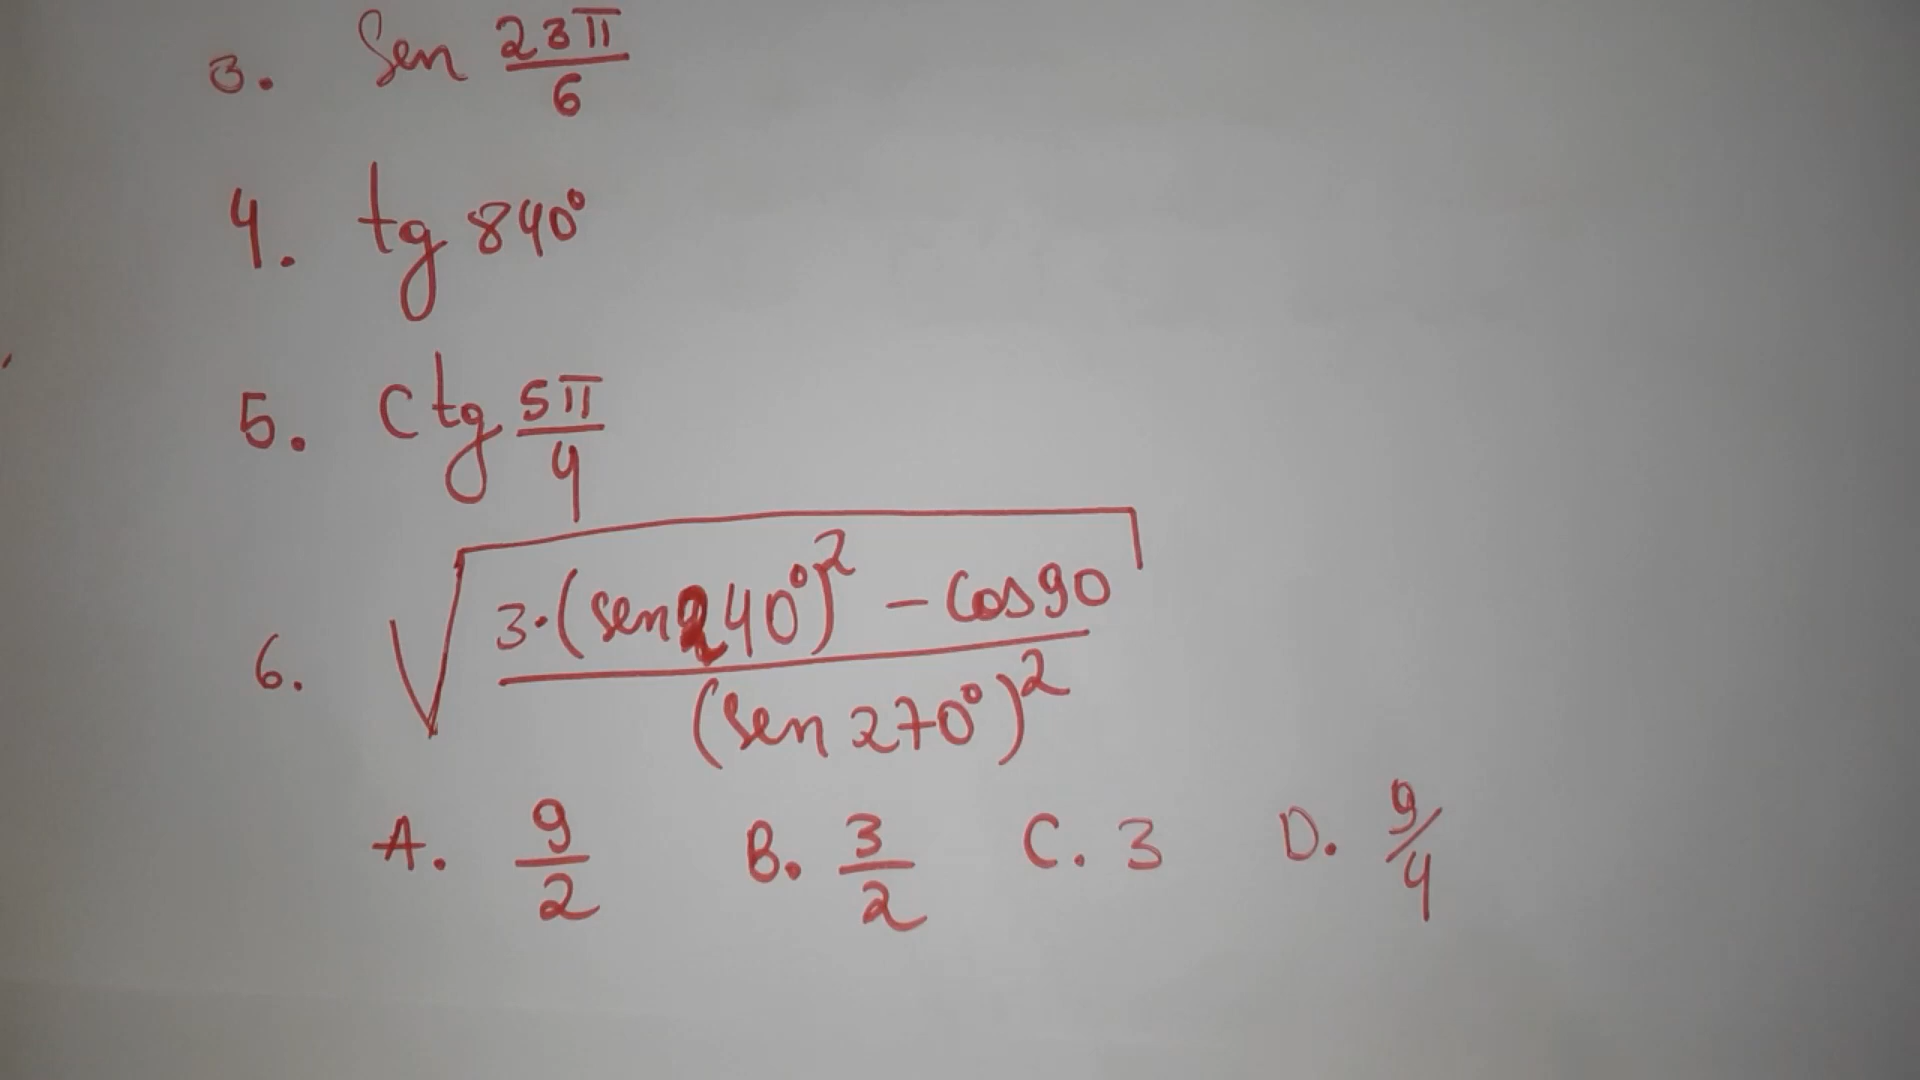 3. Sen 23π/6
4. tg 840°
5. Ctg 5π/4
6. √((3·(sen240°)² - Cos90)/((sen 270°)²))
A. 9/2 B. 3/2 C. 3 D. 9/4